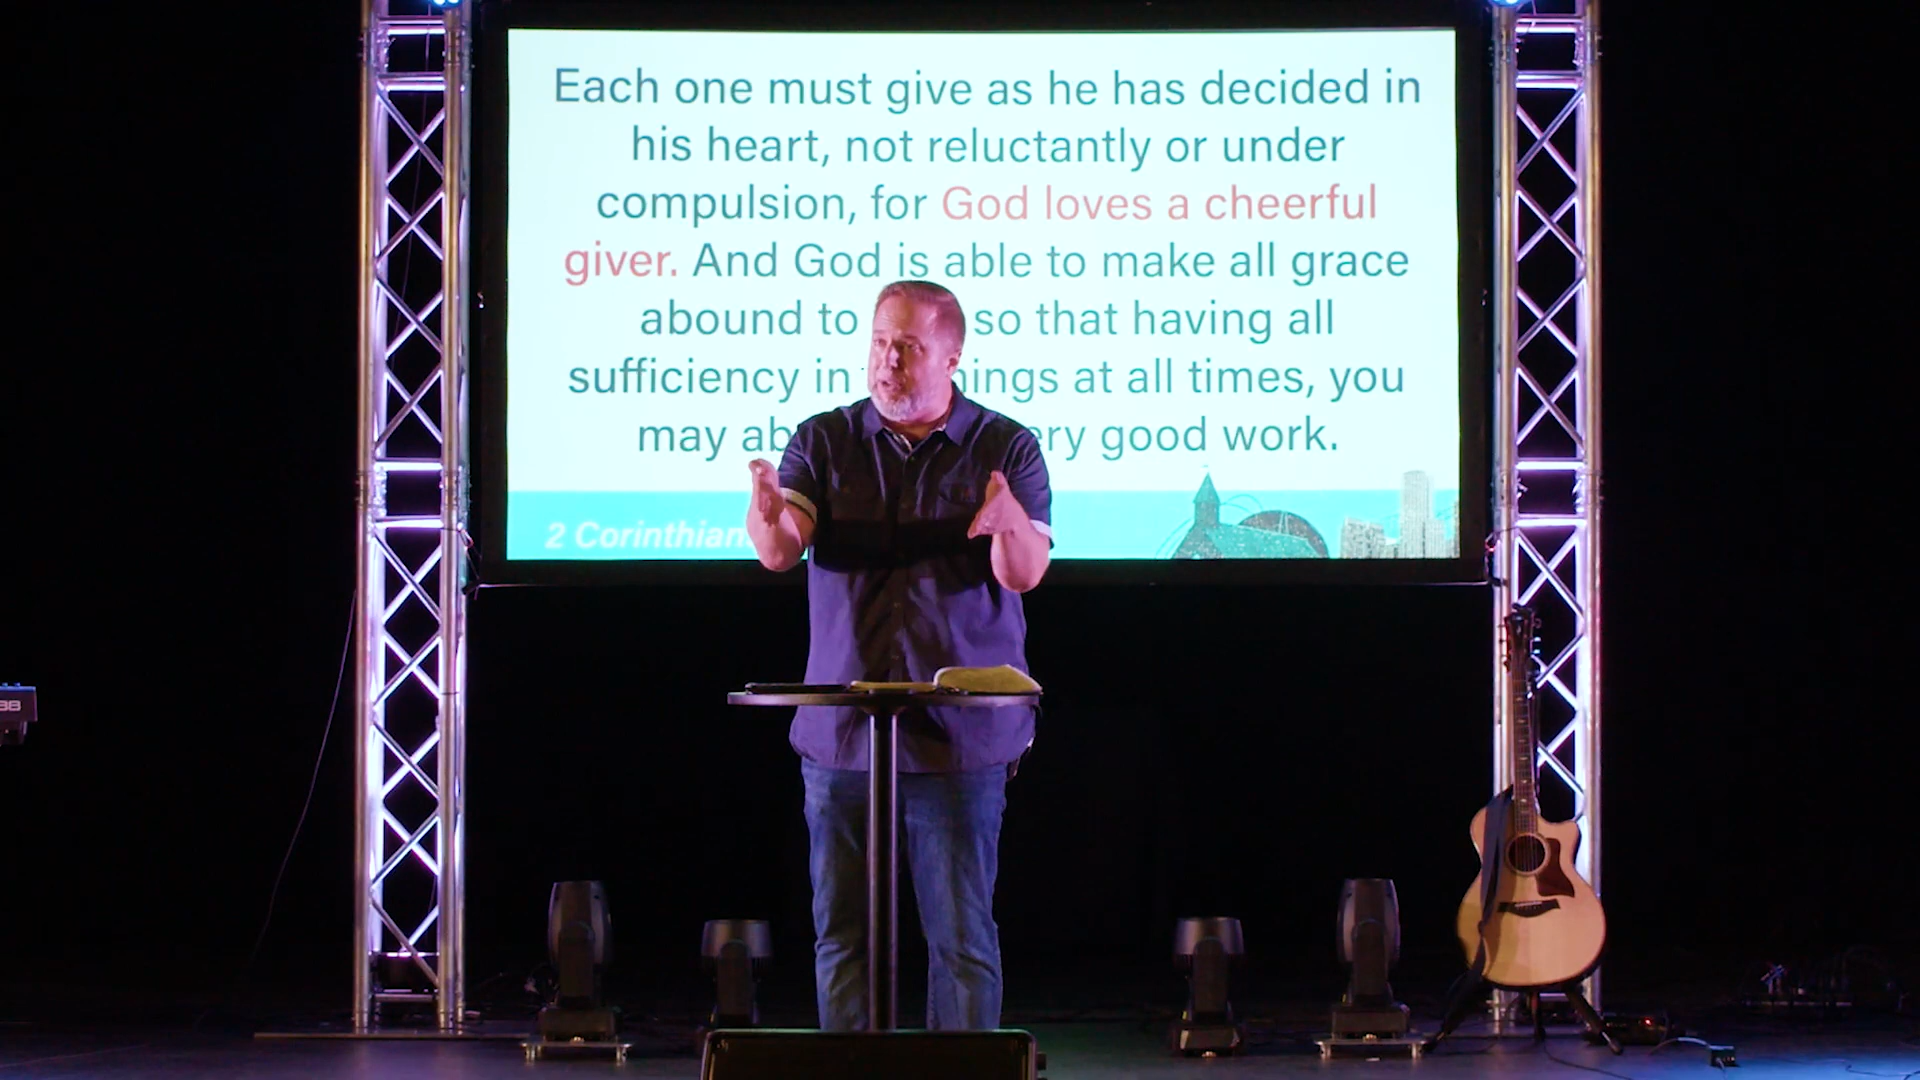 Each one must give as he has decided in
his heart, not reluctantly or under
compulsion, for God loves a cheerful
giver. And God is able to make all grace
abound to so that having all
sufficiency in at all times, you
may good work.
2
88